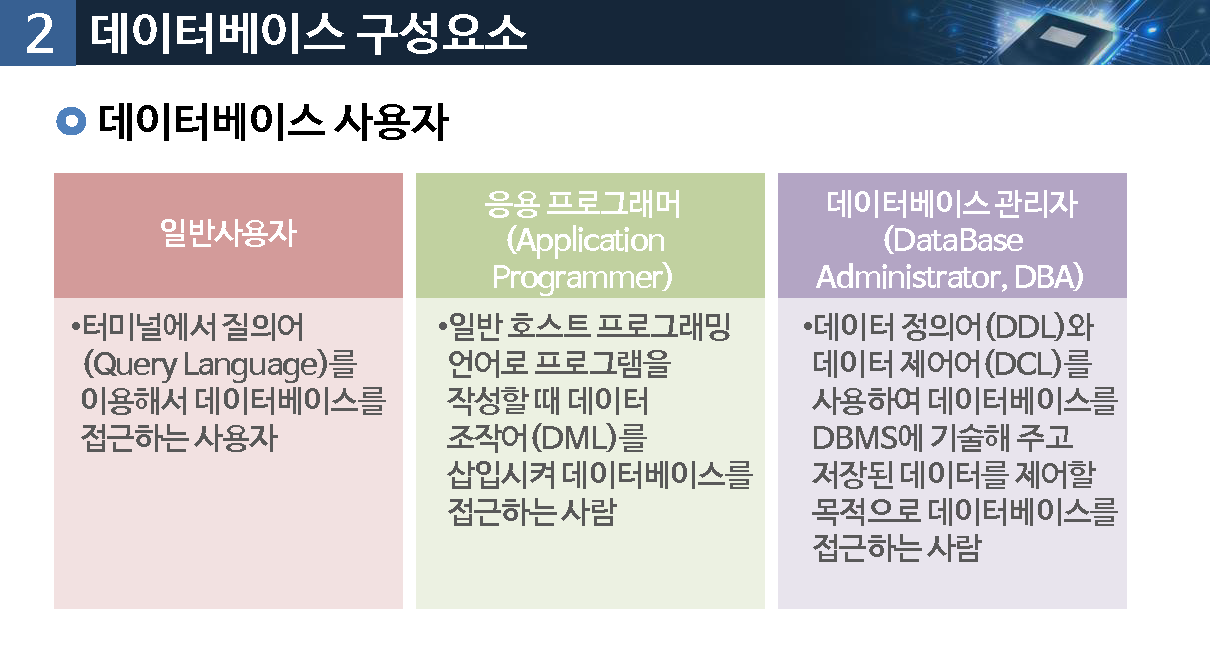 2 데이터베이스 구성요소
데이터베이스 사용자
일반사용자
•터미널에서 질의어
(Query Language)를
이용해서 데이터베이스를
접근하는 사용자
응용 프로그래머
(Application
Programmer)
•일반 호스트 프로그래밍
언어로 프로그램을
작성할 때 데이터
조작어(DML)를
삽입시켜 데이터베이스를
접근하는 사람
데이터베이스 관리자
(DataBase
Administrator, DBA)
•데이터 정의어(DDL)와
데이터 제어어(DCL)를
사용하여 데이터베이스를
DBMS에 기술해 주고
저장된 데이터를 제어할
목적으로 데이터베이스를
접근하는 사람